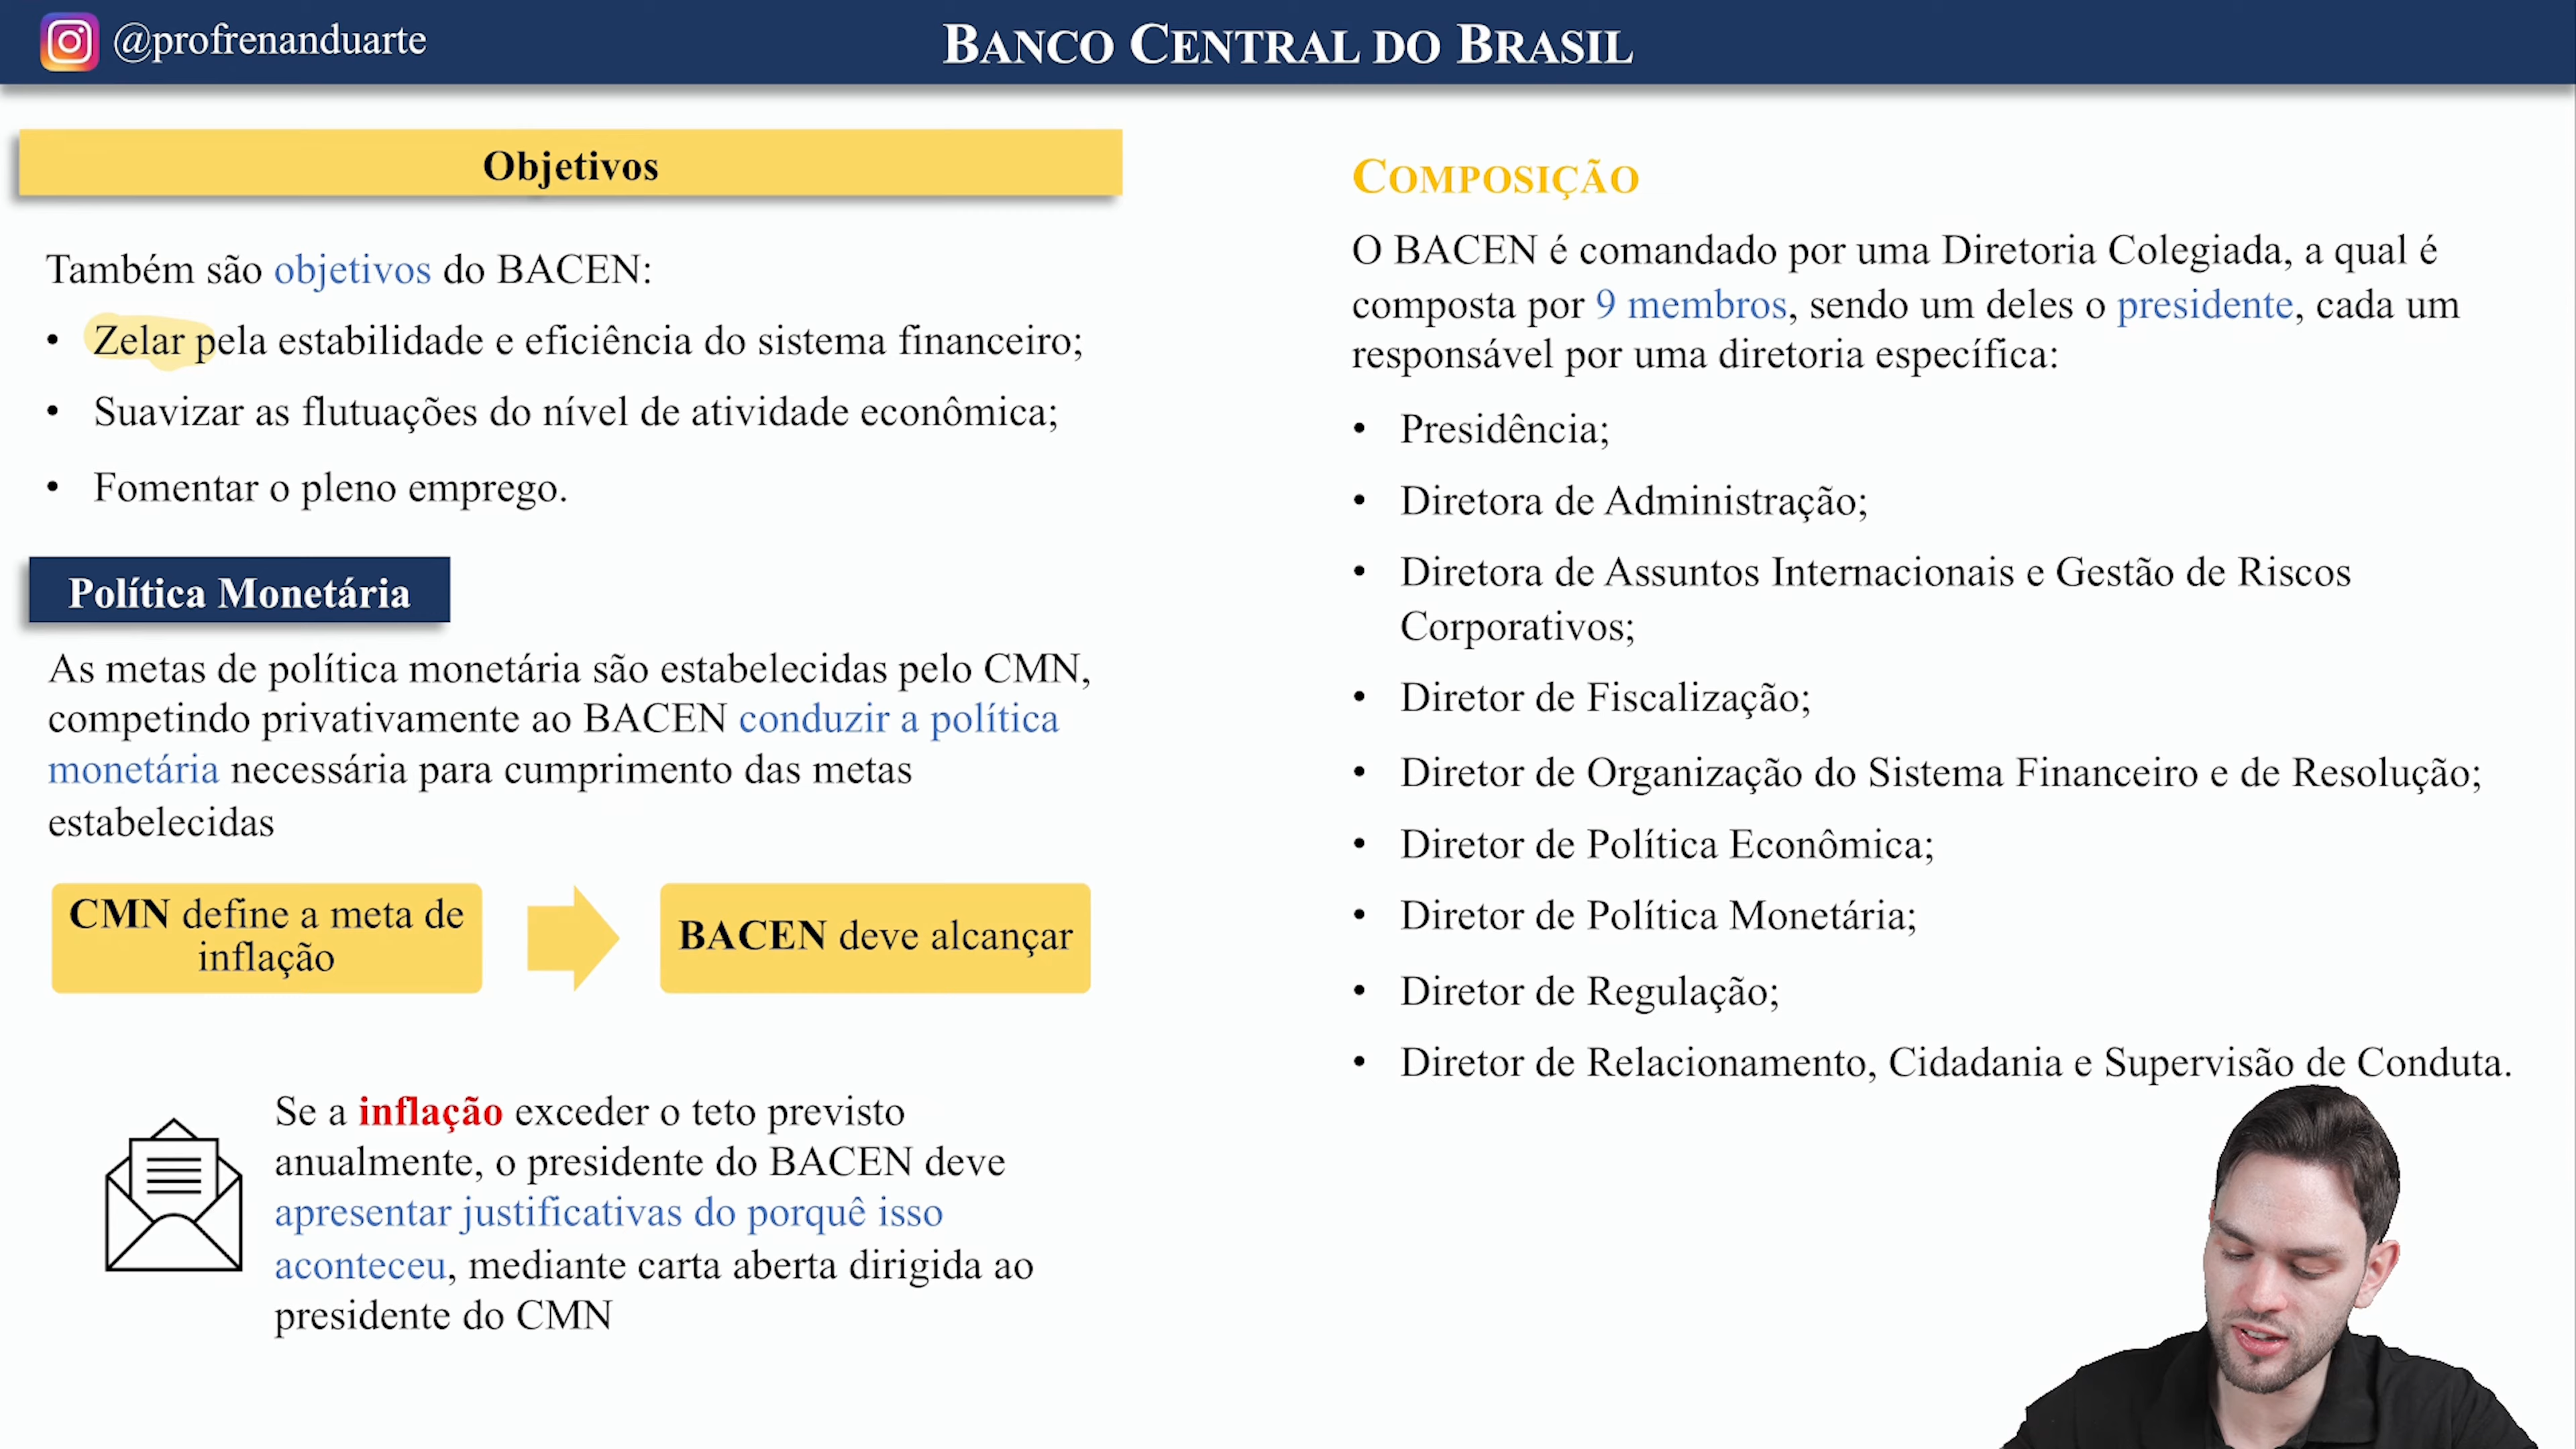 @profrenanduarte
BANCO CENTRAL DO BRASIL
Objetivos
Também são objetivos do BACEN:
• Zelar pela estabilidade e eficiência do sistema financeiro;
• Suavizar as flutuações do nível de atividade econômica;
• Fomentar o pleno emprego.
Política Monetária
As metas de política monetária são estabelecidas pelo CMN,
competindo privativamente ao BACEN conduzir a política
monetária necessária para cumprimento das metas
estabelecidas
CMN define a meta de
inflação
BACEN deve alcançar
Se a inflação exceder o teto previsto
anualmente, o presidente do BACEN deve
apresentar justificativas do porquê isso
aconteceu, mediante carta aberta dirigida ao
presidente do CMN
COMPOSIÇÃO
O BACEN é comandado por uma Diretoria Colegiada, a qual é
composta por 9 membros, sendo um deles o presidente, cada um
responsável por uma diretoria específica:
• Presidência;
• Diretora de Administração;
• Diretora de Assuntos Internacionais e Gestão de Riscos
Corporativos;
• Diretor de Fiscalização;
• Diretor de Organização do Sistema Financeiro e de Resolução;
• Diretor de Política Econômica;
• Diretor de Política Monetária;
• Diretor de Regulação;
• Diretor de Relacionamento, Cidadania e Supervisão de Conduta.